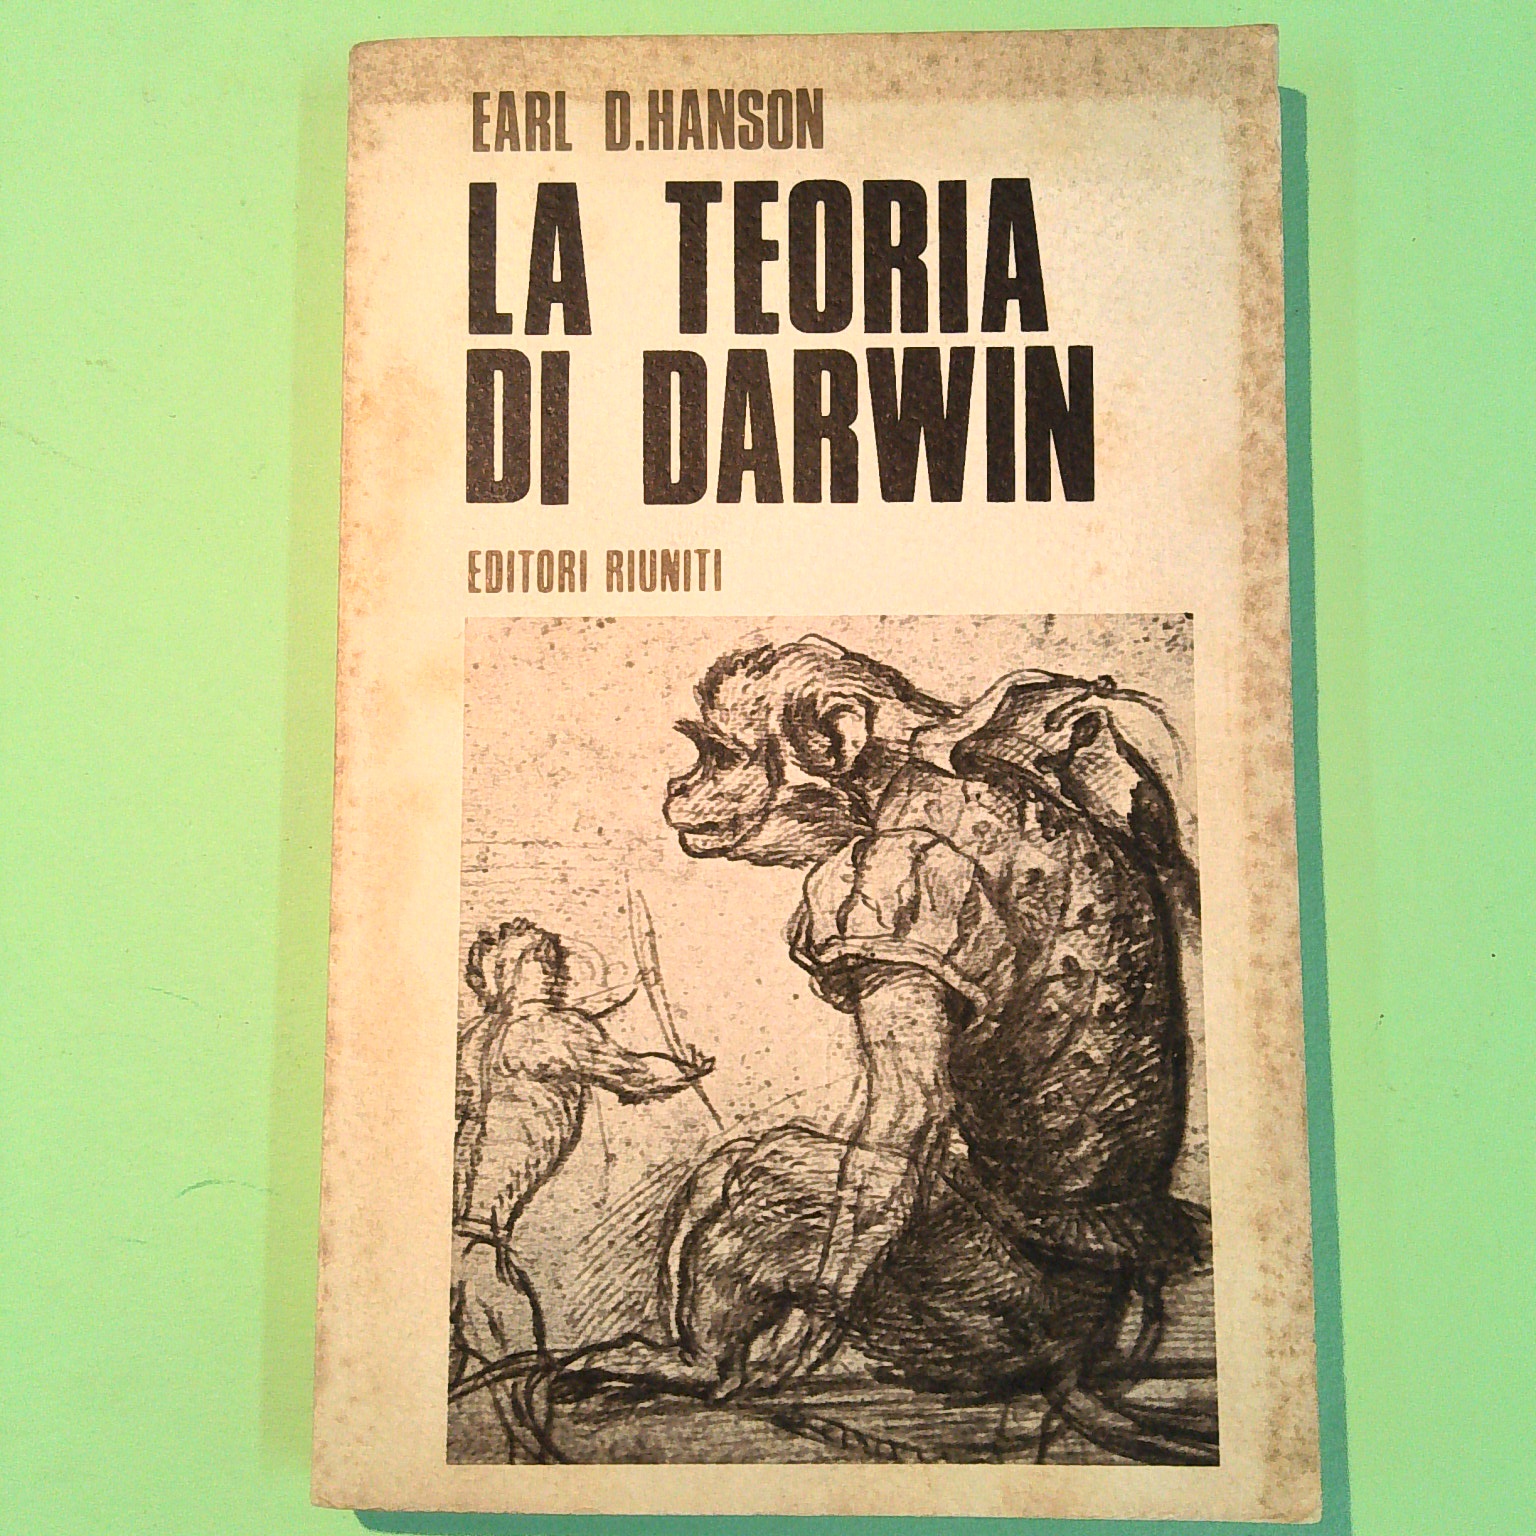 EARL D.HANSON
LA TEORIA
DI DARWIN
EDITORI RIUNITI